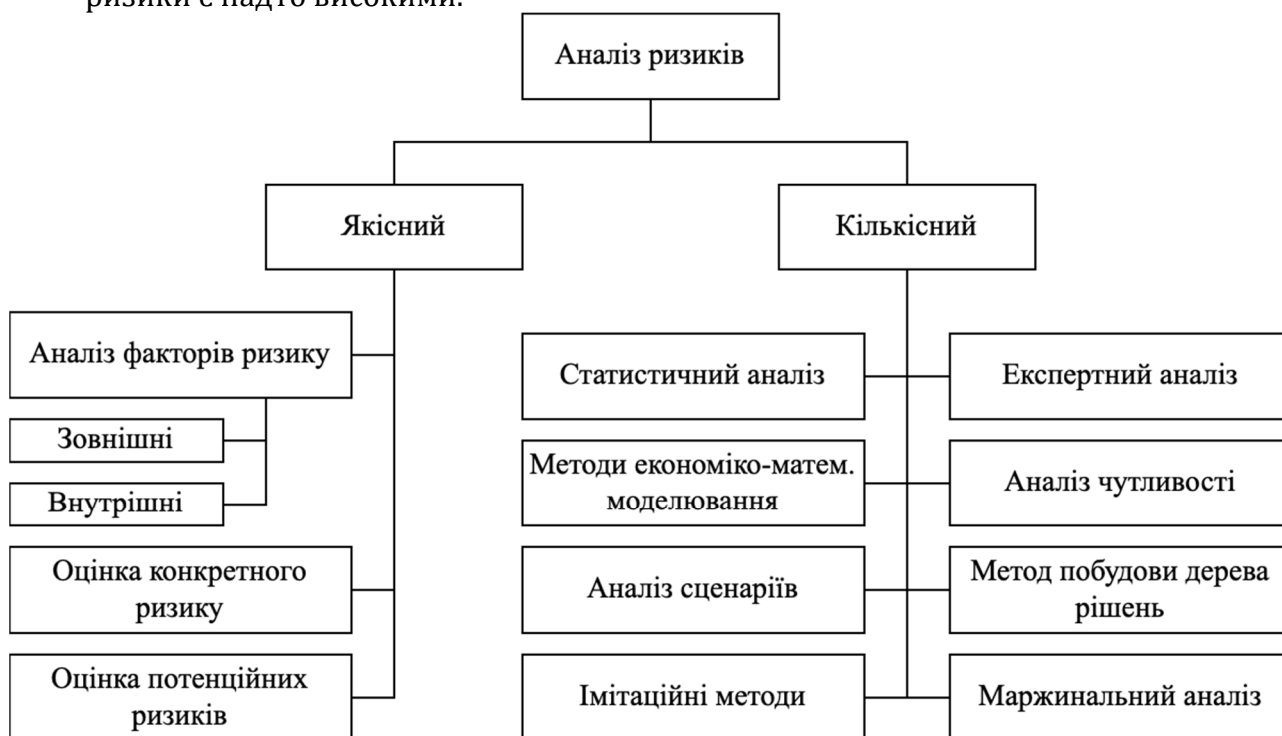 ризики є надто високими.
Аналіз ризиків
Якісний
Кількісний
Аналіз факторів ризику
Зовнішні
Внутрішні
Оцінка конкретного
ризику
Оцінка потенційних
ризиків
Статистичний аналіз
Експертний аналіз
Методи економіко-матем.
моделювання
Аналіз чутливості
Аналіз сценаріїв
Метод побудови дерева
рішень
Імітаційні методи
Маржинальний аналіз